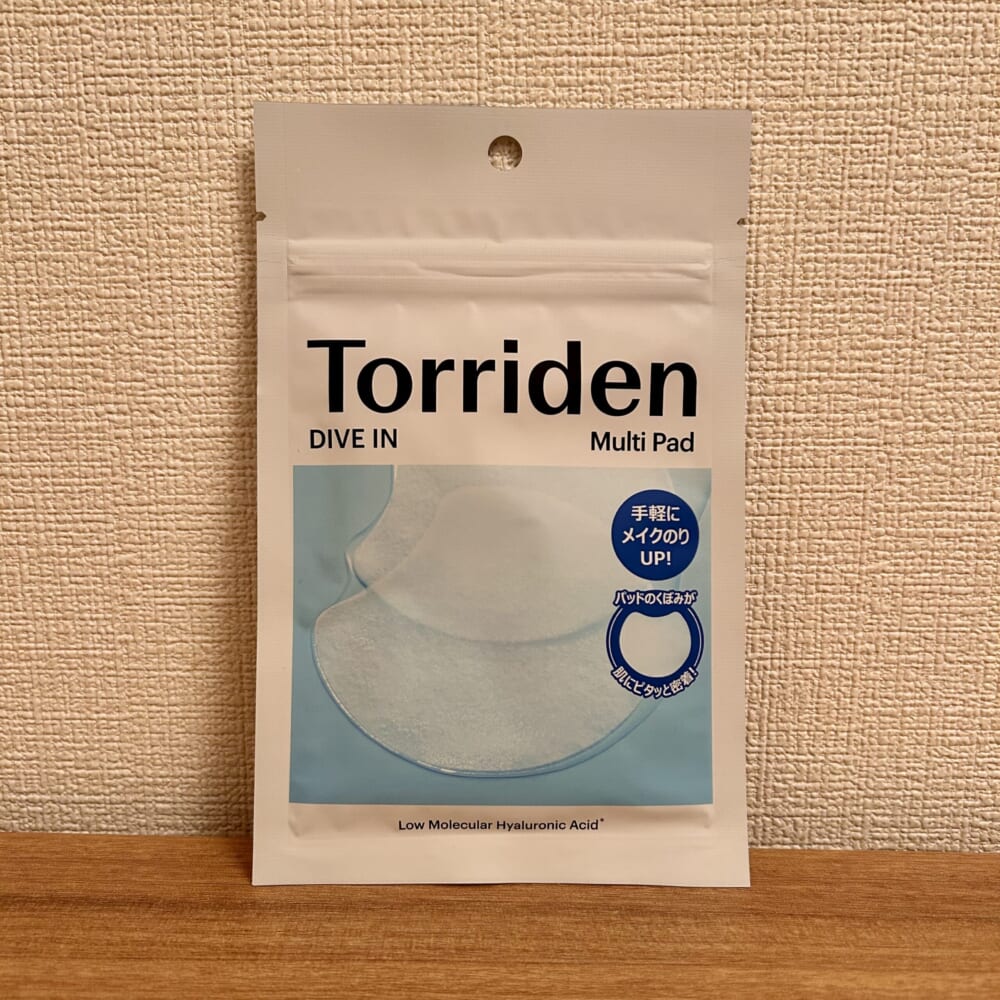 Torriden
DIVE IN
Multi Pad
手軽に
メイクのり
UP!
パッドのくぼみが
肌にピタッと密着!
Low Molecular Hyaluronic Acid*